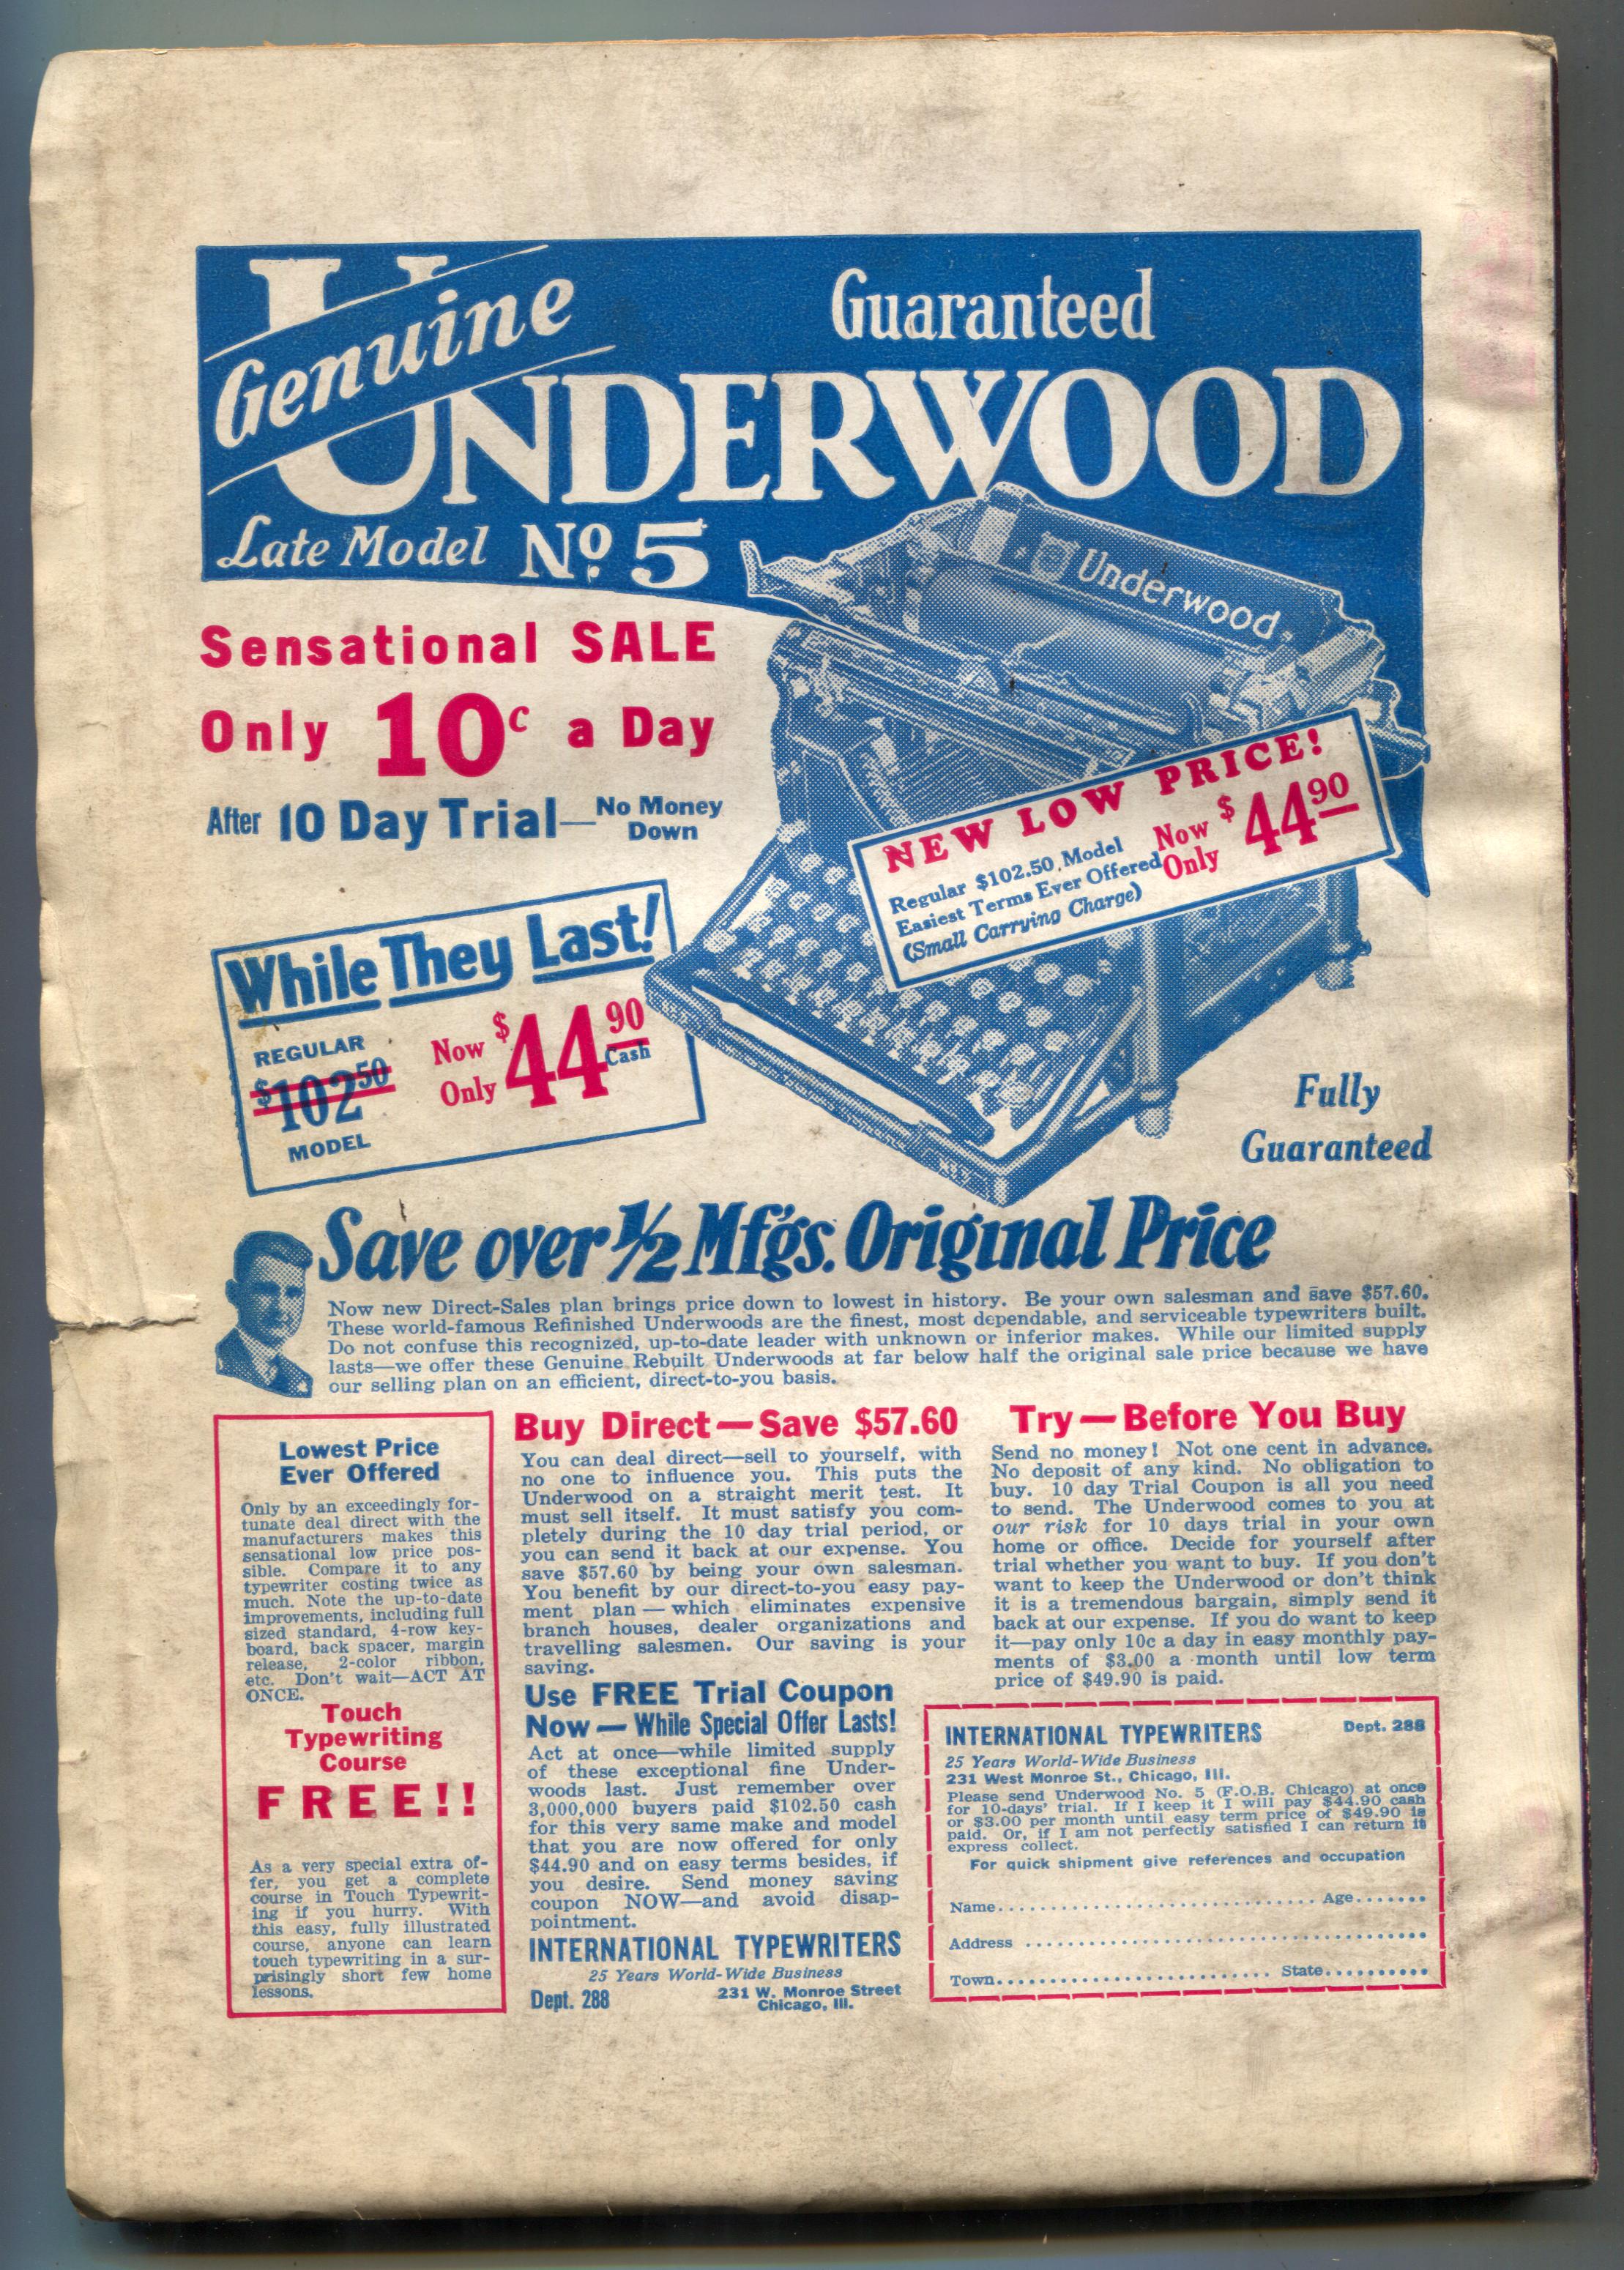 Genuine
Guaranteed
UNDERWOOD
Late Model No. 5
Underwood.
Sensational SALE
Only 10c a Day
After 10 Day Trial—No Money Down
NEW LOW PRICE!
Regular $102.50 Model
Easiest Terms Ever Offered
(Small Carrying Charge)
Now Only $44.90
While They Last!
REGULAR
$102.50
MODEL
Now Only $44.90 Cash
Fully
Guaranteed
Save over ½ Mfg's. Original Price
Now new Direct-Sales plan brings price down to lowest in history. Be your own salesman and save $57.60.
These world-famous Refinished Underwoods are the finest, most dependable, and serviceable typewriters built.
Do not confuse this recognized, up-to-date leader with unknown or inferior makes. While our limited supply
lasts—we offer these Genuine Rebuilt Underwoods at far below half the original sale price because we have
our selling plan on an efficient, direct-to-you basis.
Lowest Price
Ever Offered
Only by an exceedingly for-
tunate deal direct with the
manufacturers makes this
sensational low price pos-
sible. Compare it to any
typewriter costing twice as
much. Note the up-to-date
improvements, including full
sized standard, 4-row key-
board, back spacer, margin
release, 2-color ribbon,
etc. Don't wait—ACT AT
ONCE.
Touch
Typewriting
Course
FREE!!
As a very special extra of-
fer, you get a complete
course in Touch Typewrit-
ing if you hurry. With
this easy, fully illustrated
course, anyone can learn
touch typewriting in a sur-
prisingly short few home
lessons.
Buy Direct—Save $57.60
You can deal direct—sell to yourself, with
no one to influence you. This puts the
Underwood on a straight merit test. It
must sell itself. It must satisfy you com-
pletely during the 10 day trial period, or
you can send it back at our expense. You
save $57.60 by being your own salesman.
You benefit by our direct-to-you easy pay-
ment plan—which eliminates expensive
branch houses, dealer organizations and
travelling salesmen. Our saving is your
saving.
Use FREE Trial Coupon
Now—While Special Offer Lasts!
Act at once—while limited supply
of these exceptional fine Under-
woods last. Just remember over
3,000,000 buyers paid $102.50 cash
for this very same make and model
that you are now offered for only
$44.90 and on easy terms besides, if
you desire. Send money saving
coupon NOW—and avoid disap-
pointment.
INTERNATIONAL TYPEWRITERS
25 Years World-Wide Business
Dept. 288 231 W. Monroe Street
Chicago, Ill.
Try—Before You Buy
Send no money! Not one cent in advance.
No deposit of any kind. No obligation to
buy. 10 day Trial Coupon is all you need
to send. The Underwood comes to you at
our risk for 10 days trial in your own
home or office. Decide for yourself after
trial whether you want to buy. If you don't
want to keep the Underwood or don't think
it is a tremendous bargain, simply send it
back at our expense. If you do want to keep
it—pay only 10c a day in easy monthly pay-
ments of $3.00 a month until low term
price of $49.90 is paid.
INTERNATIONAL TYPEWRITERS Dept. 288
25 Years World-Wide Business
231 West Monroe St., Chicago, Ill.
Please send Underwood No. 5 (F.O.B. Chicago) at once
for 10-days' trial. If I keep it I will pay $44.90 cash
or $3.00 per month until easy term price of $49.90 is
paid. Or, if I am not perfectly satisfied I can return it
express collect.
For quick shipment give references and occupation
Name.............................. Age.......
Address ......................................
Town.......................... State..........